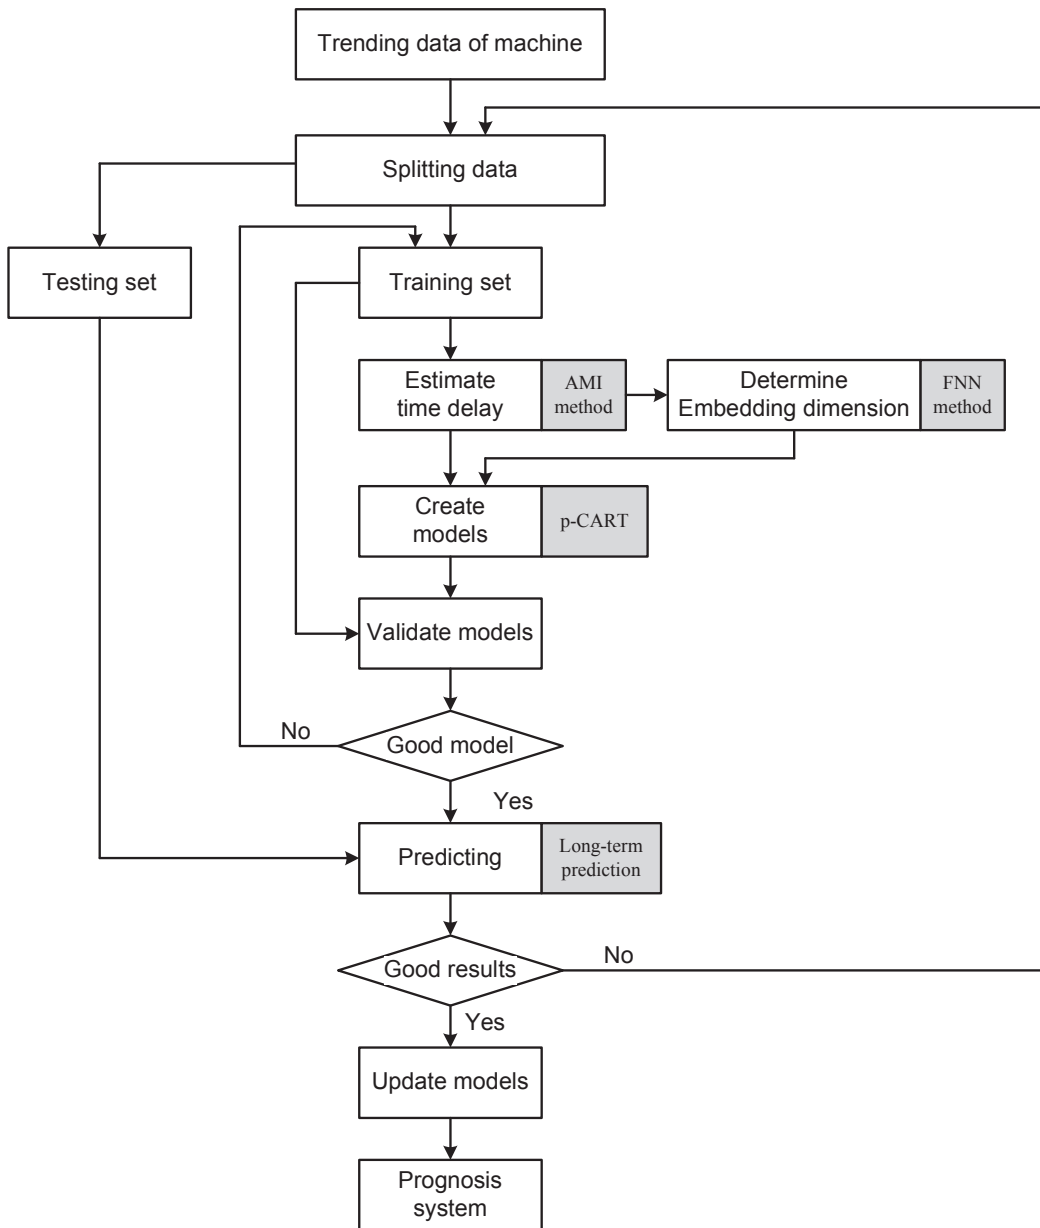 Trending data of machine
Splitting data
Testing set
Training set
Estimate
time delay
AMI
method
Determine
Embedding dimension
FNN
method
Create
models
p-CART
Validate models
No
Good model
Yes
Predicting
Long-term
prediction
Good results
No
Yes
Update models
Prognosis
system